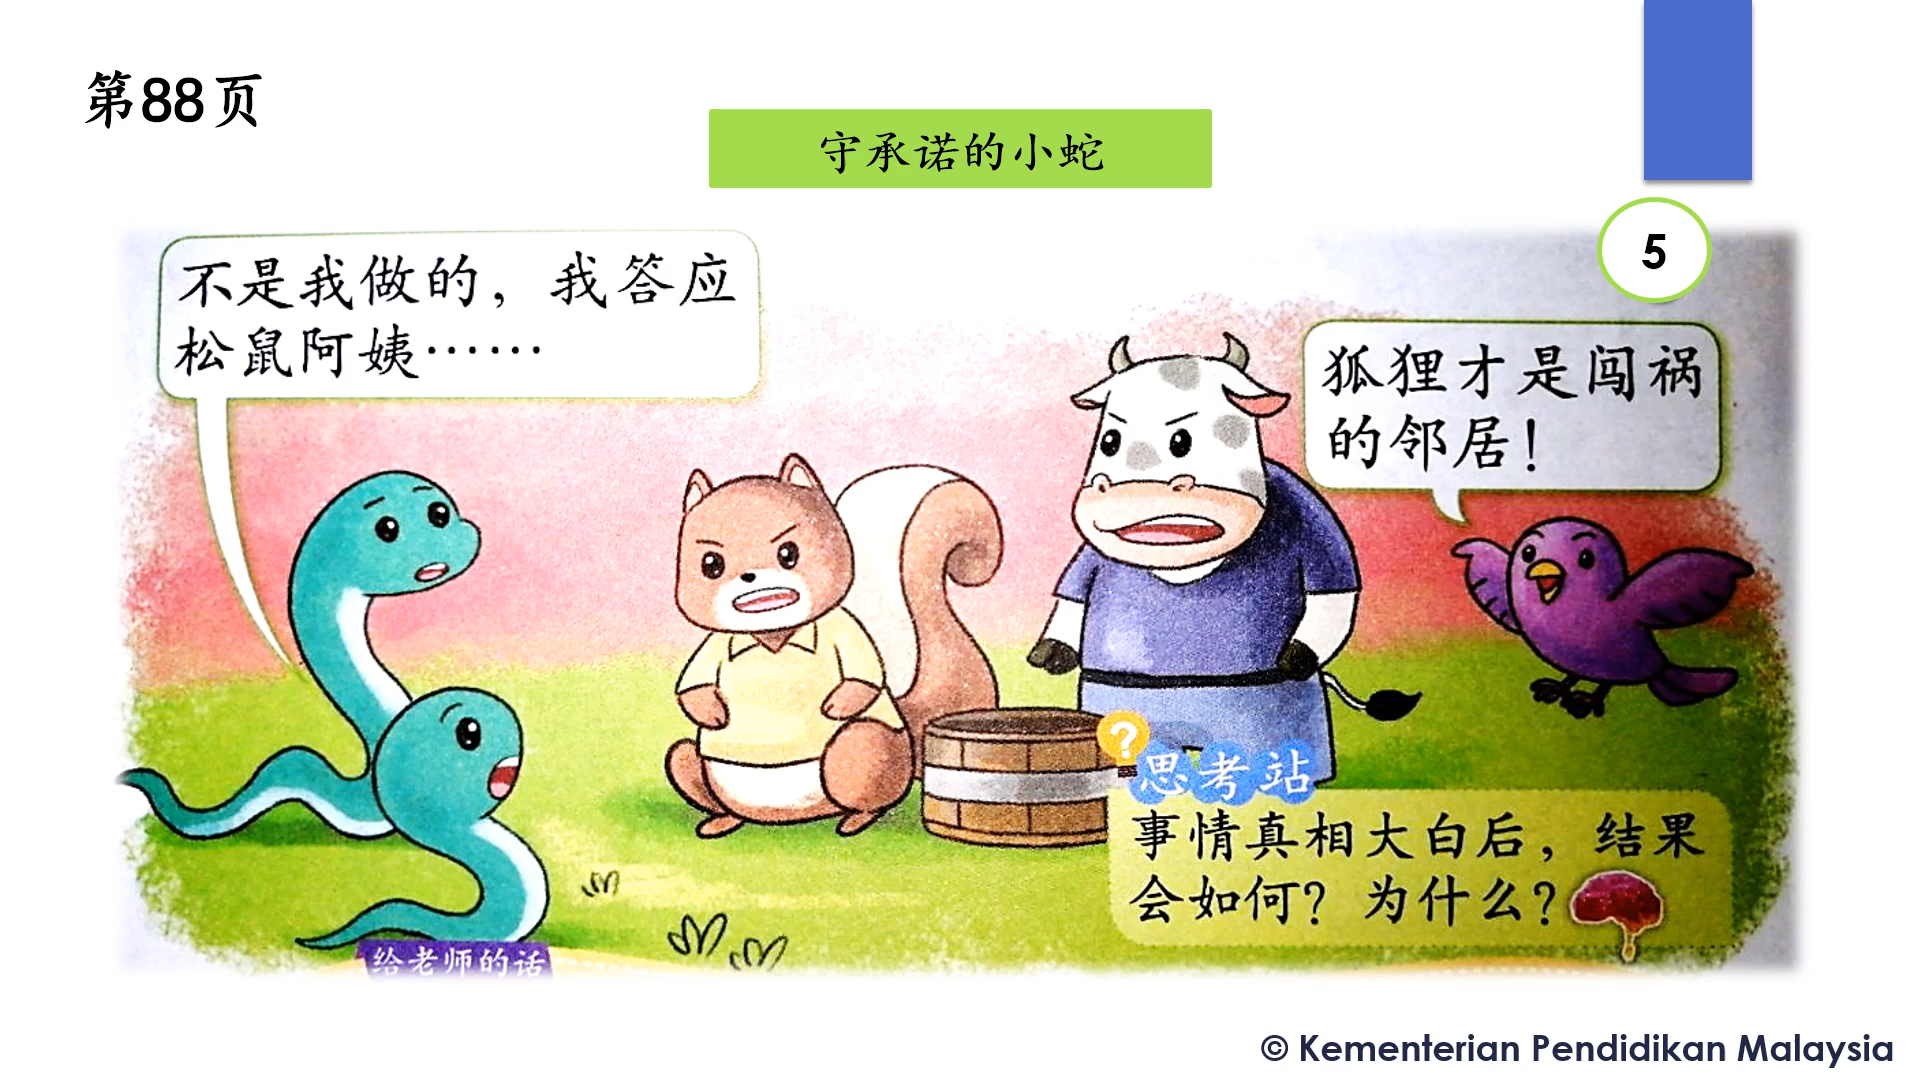 第88页
守承诺的小蛇
5
不是我做的，我答应
松鼠阿姨……
狐狸才是闯祸
的邻居！
?
思考站
事情真相大白后，结果
会如何？为什么？
给老师的话
© Kementerian Pendidikan Malaysia